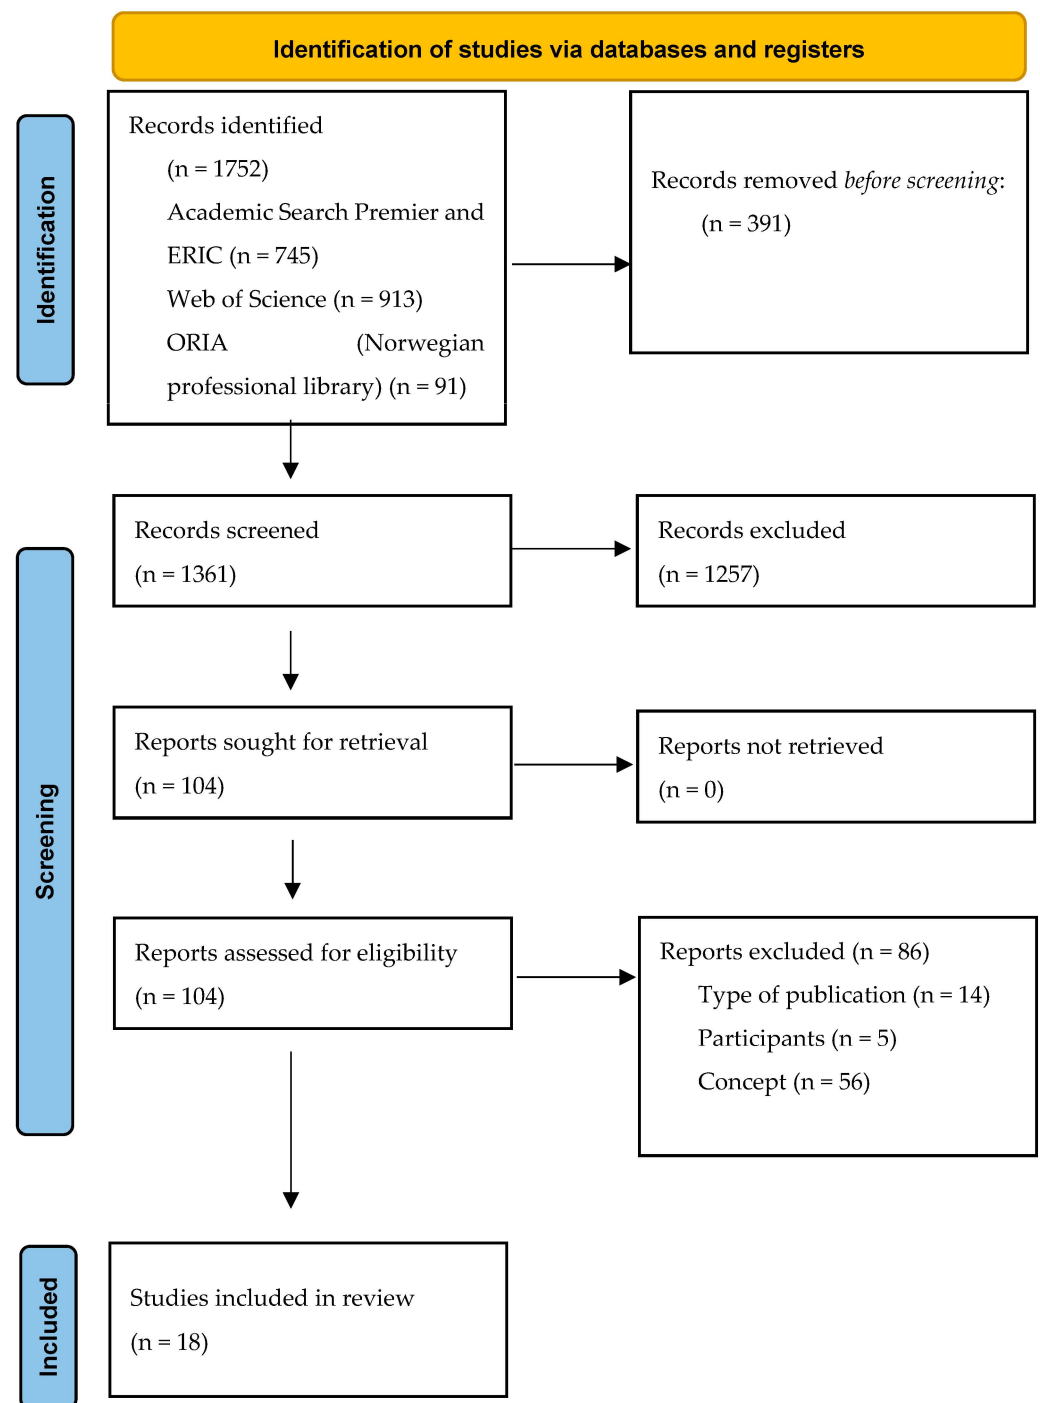 Identification of studies via databases and registers
Identification
Records identified
(n = 1752)
Academic Search Premier and
ERIC (n = 745)
Web of Science (n = 913)
ORIA (Norwegian
professional library) (n = 91)
Records removed before screening:
(n = 391)
Screening
Records screened
(n = 1361)
Records excluded
(n = 1257)
Reports sought for retrieval
(n = 104)
Reports not retrieved
(n = 0)
Reports assessed for eligibility
(n = 104)
Reports excluded (n = 86)
Type of publication (n = 14)
Participants (n = 5)
Concept (n = 56)
Included
Studies included in review
(n = 18)